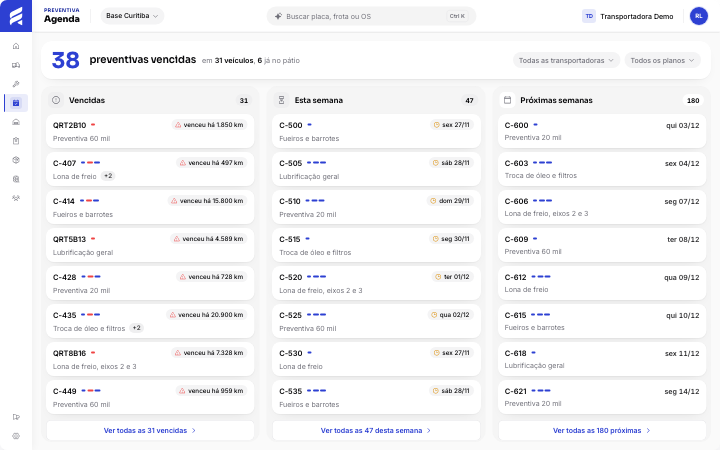 PREVENTIVA
Agenda
Base Curitiba
Buscar placa, frota ou OS
Ctrl K
TD
Transportadora Demo
RL
38 preventivas vencidas em 31 veículos, 6 já no pátio
Todas as transportadoras
Todos os planos
Vencidas 31
QRT2B10 venceu há 1.850 km
Preventiva 60 mil
C-407 venceu há 497 km
Lona de freio +2
C-414 venceu há 15.800 km
Fueiros e barrotes
QRT5B13 venceu há 4.589 km
Lubrificação geral
C-428 venceu há 728 km
Preventiva 20 mil
C-435 venceu há 20.900 km
Troca de óleo e filtros +2
QRT8B16 venceu há 7.328 km
Lona de freio, eixos 2 e 3
C-449 venceu há 959 km
Preventiva 60 mil
Ver todas as 31 vencidas
Esta semana 47
C-500 sex 27/11
Fueiros e barrotes
C-505 sáb 28/11
Lubrificação geral
C-510 dom 29/11
Preventiva 20 mil
C-515 seg 30/11
Troca de óleo e filtros
C-520 ter 01/12
Lona de freio, eixos 2 e 3
C-525 qua 02/12
Preventiva 60 mil
C-530 sex 27/11
Lona de freio
C-535 sáb 28/11
Fueiros e barrotes
Ver todas as 47 desta semana
Próximas semanas 180
C-600 qui 03/12
Preventiva 20 mil
C-603 sex 04/12
Troca de óleo e filtros
C-606 seg 07/12
Lona de freio, eixos 2 e 3
C-609 ter 08/12
Preventiva 60 mil
C-612 qua 09/12
Lona de freio
C-615 qui 10/12
Fueiros e barrotes
C-618 sex 11/12
Lubrificação geral
C-621 seg 14/12
Preventiva 20 mil
Ver todas as 180 próximas